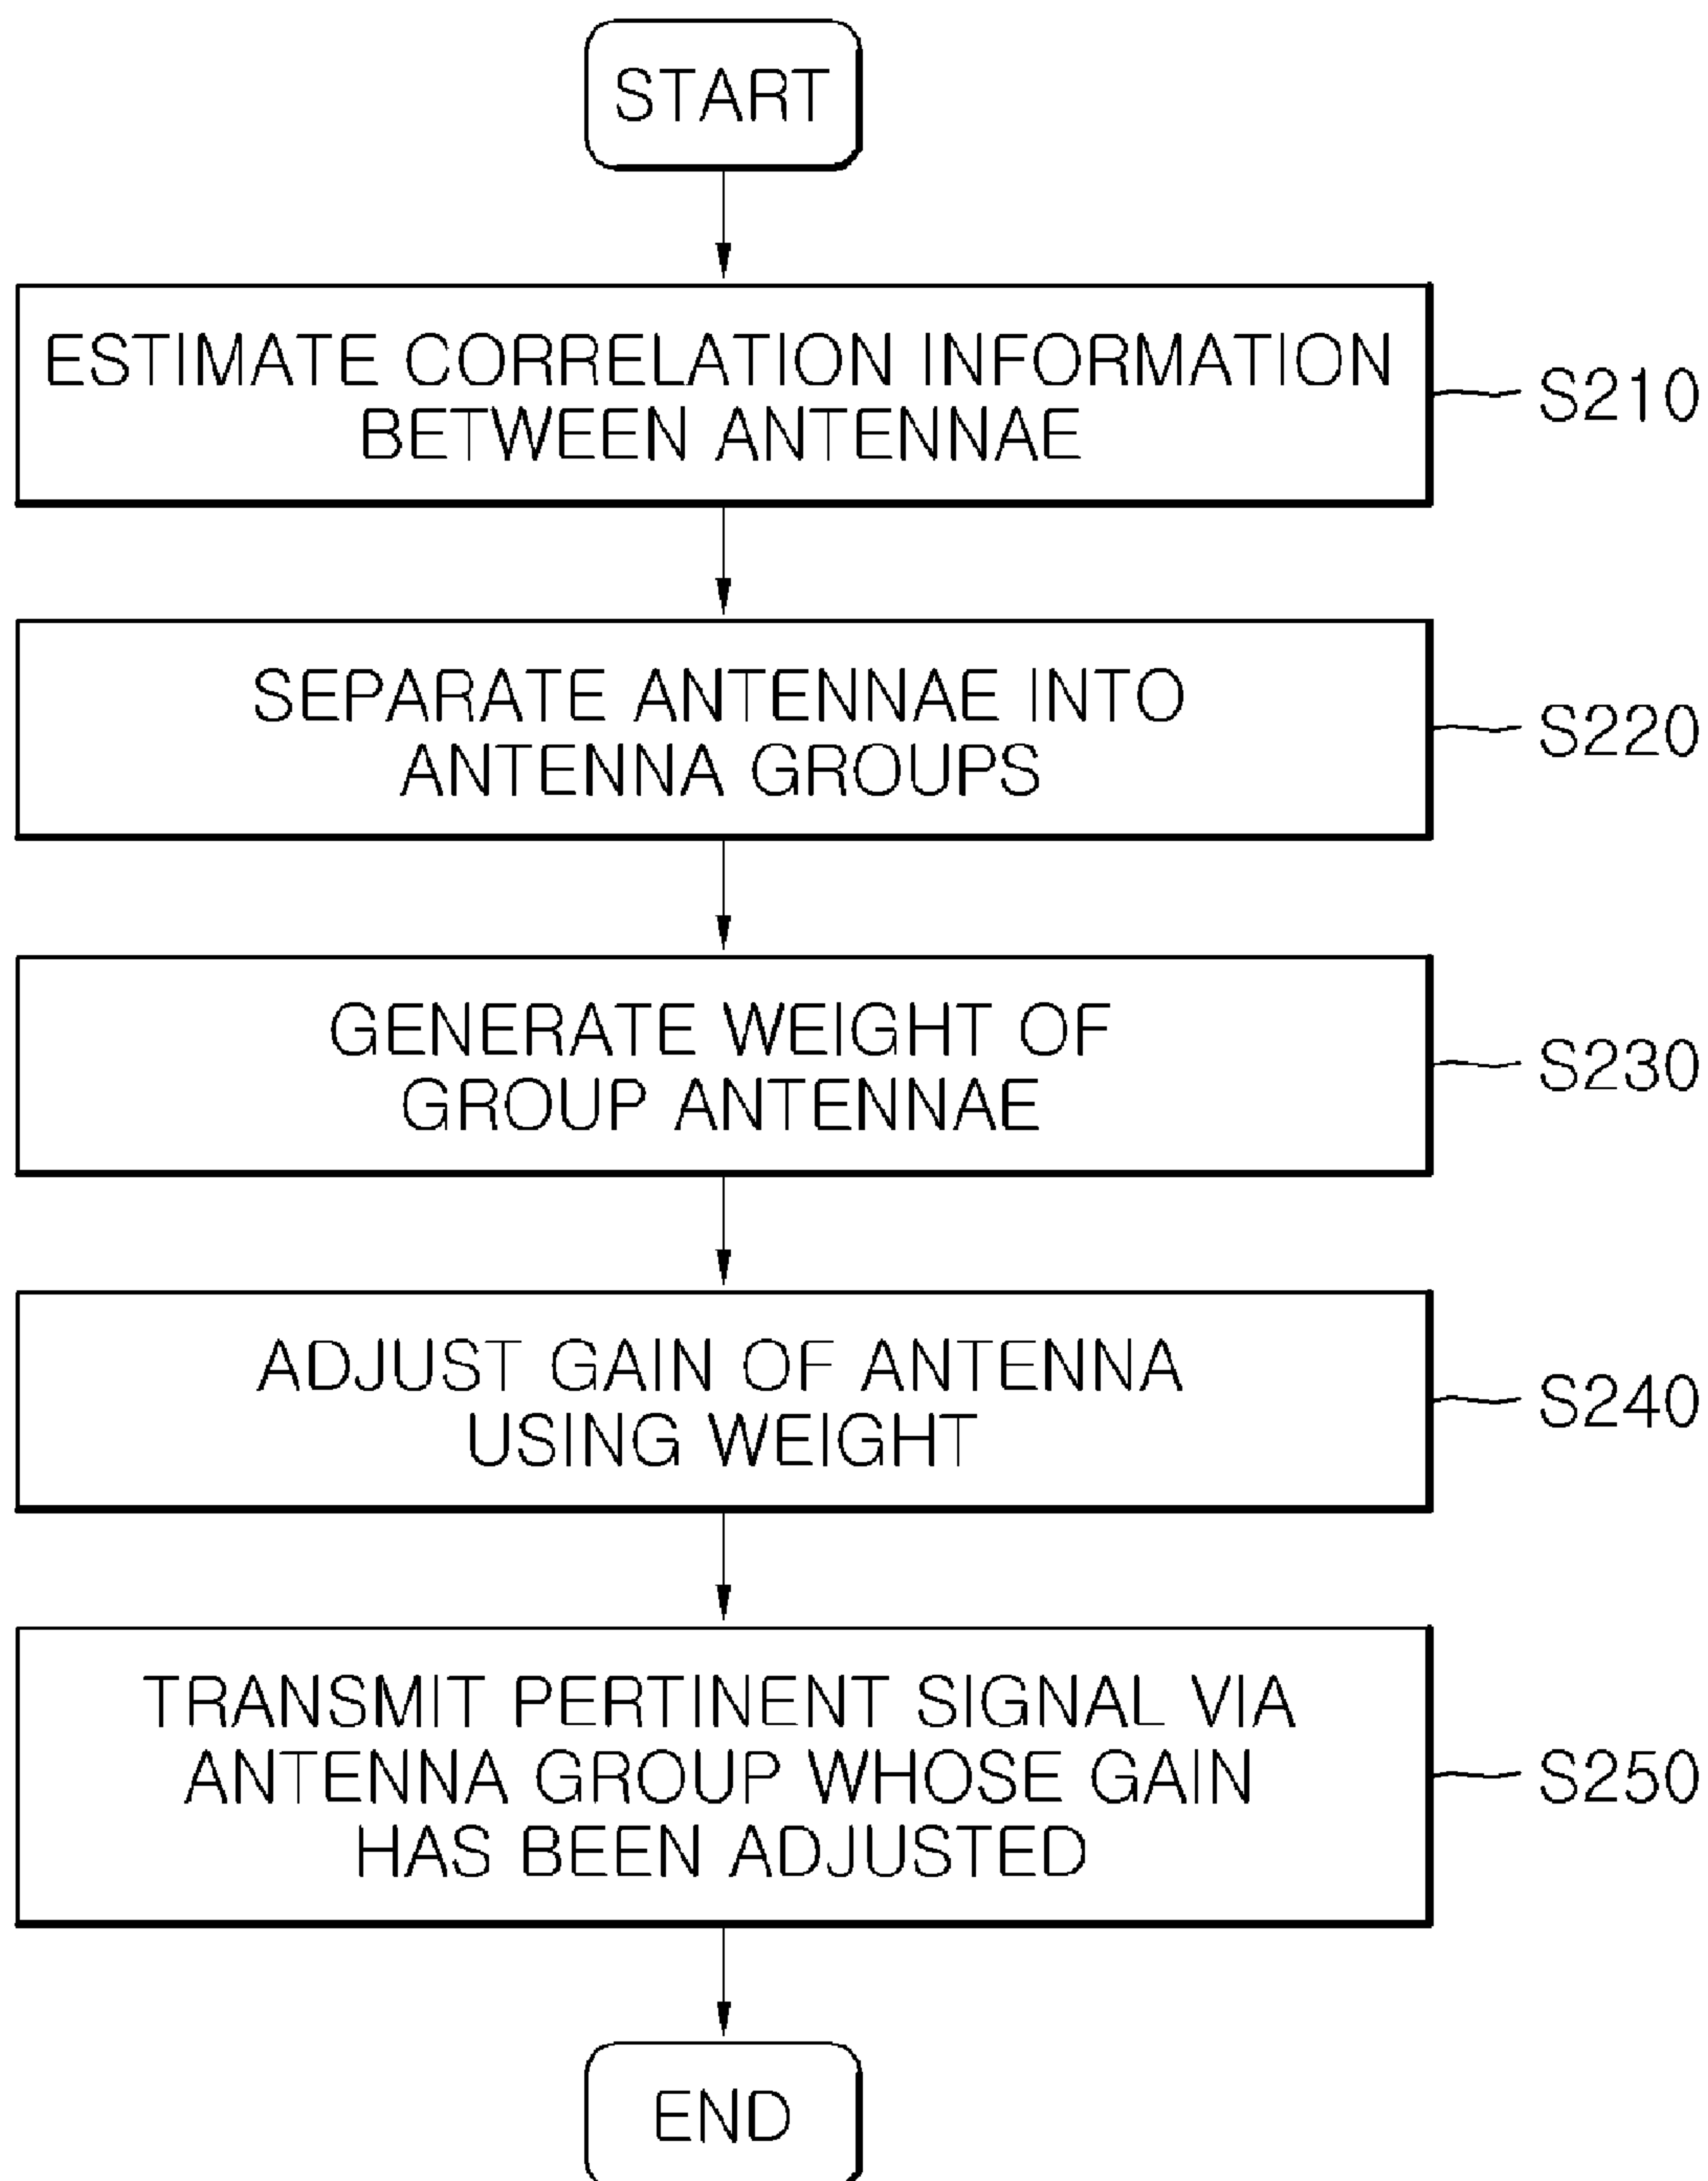 START
ESTIMATE CORRELATION INFORMATION
BETWEEN ANTENNAE
S210
SEPARATE ANTENNAE INTO
ANTENNA GROUPS
S220
GENERATE WEIGHT OF
GROUP ANTENNAE
S230
ADJUST GAIN OF ANTENNA
USING WEIGHT
S240
TRANSMIT PERTINENT SIGNAL VIA
ANTENNA GROUP WHOSE GAIN
HAS BEEN ADJUSTED
S250
END